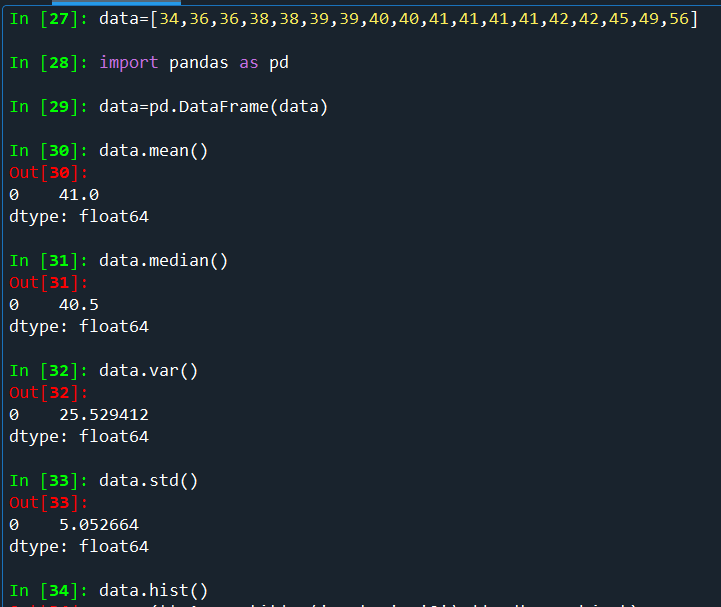 In [27]: data=[34,36,36,38,38,39,39,40,40,41,41,41,41,42,42,45,49,56]
In [28]: import pandas as pd
In [29]: data=pd.DataFrame(data)
In [30]: data.mean()
Out[30]:
0    41.0
dtype: float64
In [31]: data.median()
Out[31]:
0    40.5
dtype: float64
In [32]: data.var()
Out[32]:
0    25.529412
dtype: float64
In [33]: data.std()
Out[33]:
0    5.052664
dtype: float64
In [34]: data.hist()